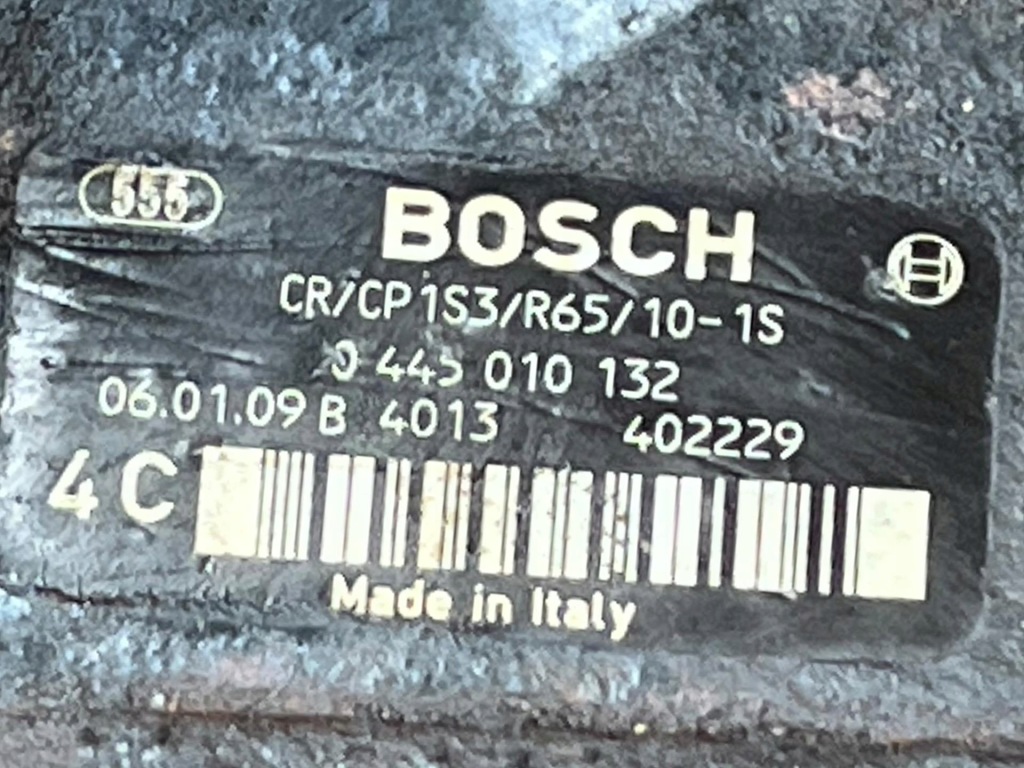 555
BOSCH
CR/CP1S3/R65/10-1S
0 445 010 132
06.01.09 B 4013 402229
4C
Made in Italy